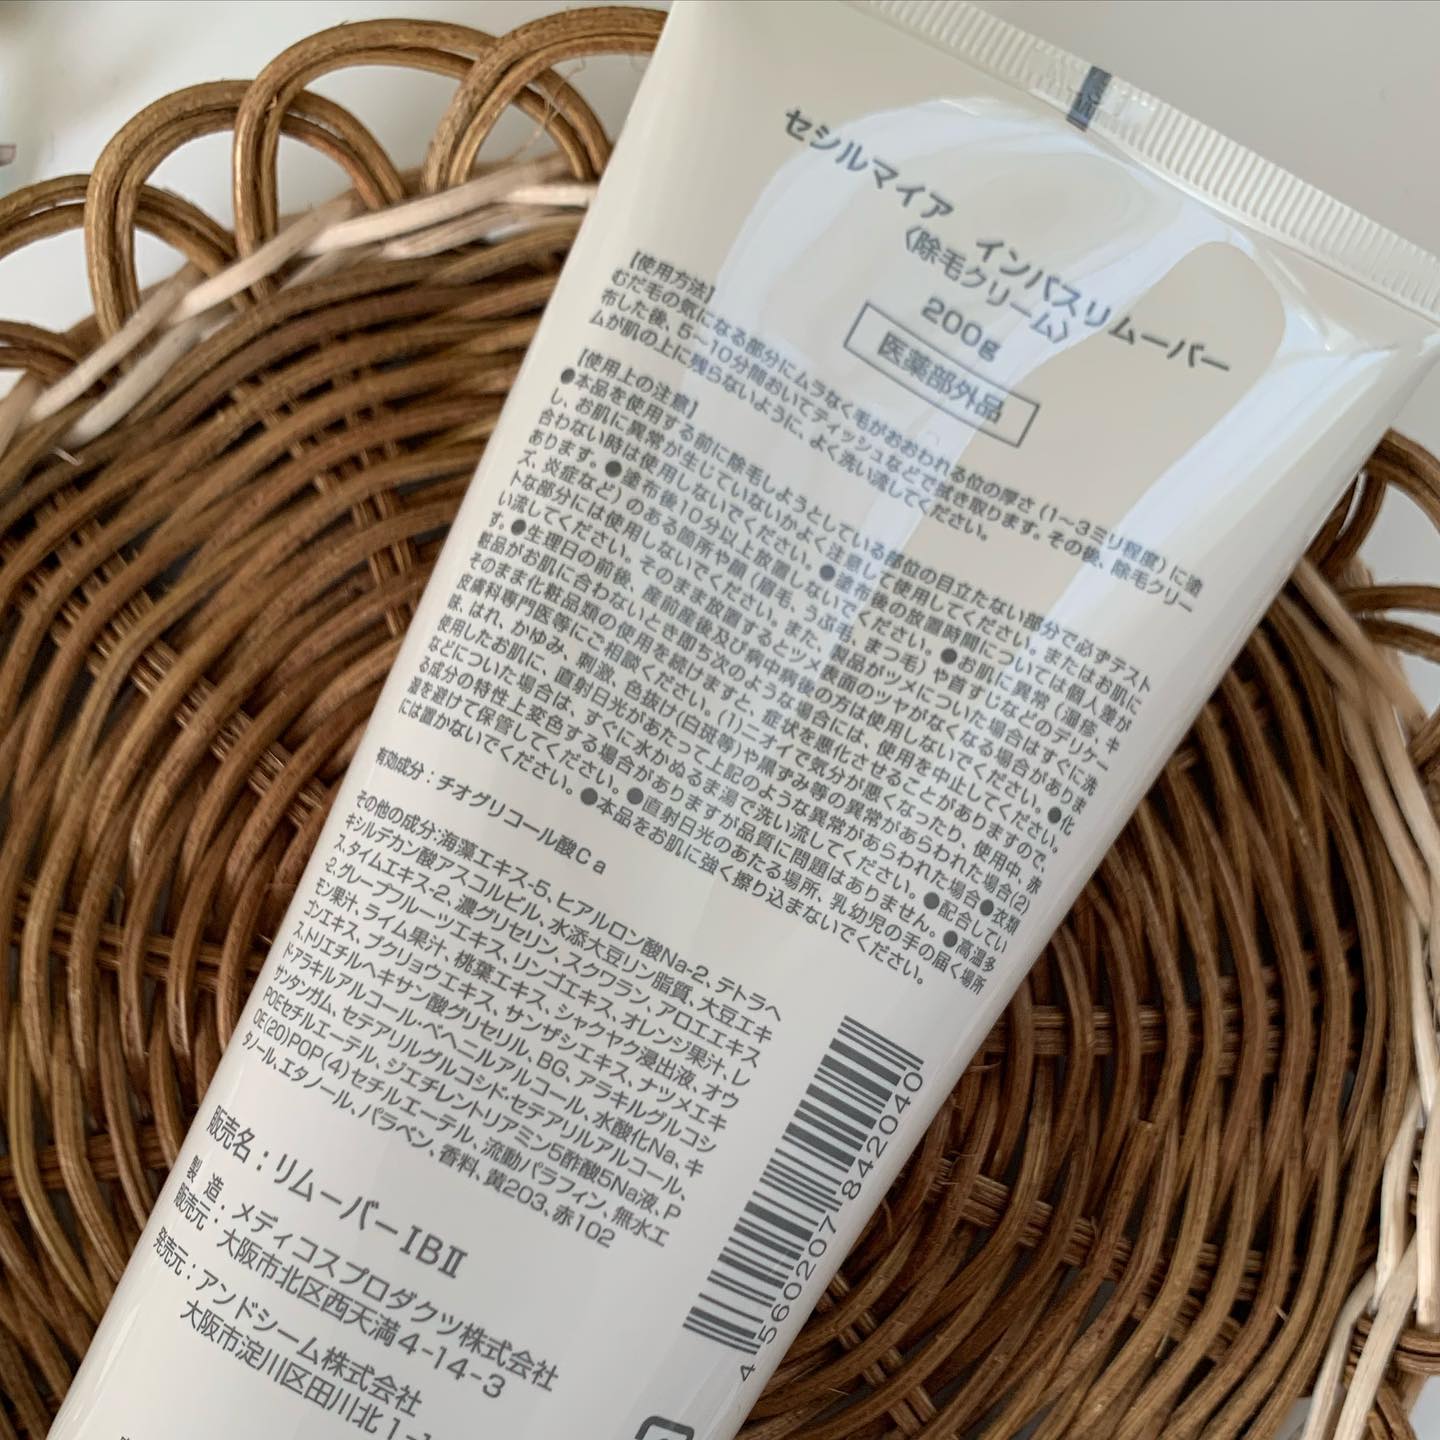 セシルマイア
インバスリムーバー
〈除毛クリーム〉
200g
医薬部外品
【使用方法】
むだ毛の気になる部分にムラなく毛がおおわれる位の厚さ(1〜3ミリ程度)に塗
布した後、5〜10分間おいてティッシュなどで拭き取ります。その後、除毛クリー
ムが肌の上に残らないように、よく洗い流してください。
【使用上の注意】
●本品を使用する前に除毛しようとしている部位の目立たない部分で必ずテスト
し、お肌に異常が生じていないかよく注意して使用してください。またはお肌に
合わない時は使用しないでください。●塗布後の放置時間については個人差が
あります。●塗布後10分以上放置しないでください。●お肌に異常(湿疹、キ
ズ、炎症など)のある箇所や顔(眉毛、うぶ毛、まつ毛)や首すじなどのデリケー
トな部分には使用しないでください。また、製品がツメについた場合はすぐに洗
い流してください。そのまま放置するとツメ表面のツヤがなくなる場合がありま
す。●生理日の前後、産前産後及び病中病後の方は使用しないでください。●化
粧品がお肌に合わないとき即ち次のような場合には、使用を中止してください。
そのまま化粧品類の使用を続けますと、症状を悪化させることがありますので、
皮膚科専門医等にご相談ください。(1)ニオイで気分が悪くなったり、使用中、赤
味、はれ、かゆみ、刺激、色抜け(白斑等)や黒ずみ等の異常があらわれた場合(2)
使用したお肌に、直射日光があたって上記のような異常があらわれた場合●衣類
などについた場合は、すぐに水かぬるま湯で洗い流してください。●配合してい
る成分の特性上変色する場合がありますが品質に問題はありません。●高温多
湿を避けて保管してください。●直射日光のあたる場所、乳幼児の手の届く場所
には置かないでください。●本品をお肌に強く擦り込まないでください。
有効成分:チオグリコール酸Ca
その他の成分:海藻エキス-5、ヒアルロン酸Na-2、テトラヘ
キシルデカン酸アスコルビル、水添大豆リン脂質、大豆エキ
ス、タイムエキス-2、濃グリセリン、スクワラン、アロエエキス
-2、グレープフルーツエキス、リンゴエキス、オレンジ果汁、レ
モン果汁、ライム果汁、桃葉エキス、シャクヤク浸出液、オウ
ゴンエキス、ブクリョウエキス、サンザシエキス、ナツメエキ
ス、トリエチルヘキサン酸グリセリル、BG、アラキルグルコシ
ド・アラキルアルコール・ベヘニルアルコール、水酸化Na、キ
サンタンガム、セテアリルグルコシド・セテアリルアルコール、
POEセチルエーテル、ジエチレントリアミン5酢酸5Na液、P
OE(20)POP(4)セチルエーテル、流動パラフィン、無水エ
タノール、エタノール、パラベン、香料、黄203、赤102
販売名:リムーバーIBⅡ
製造
販売元:メディコスプロダクツ株式会社
大阪市北区西天満4-14-3
発売元:アンドシーム株式会社
大阪市淀川区田川北1-
4 560207 842040